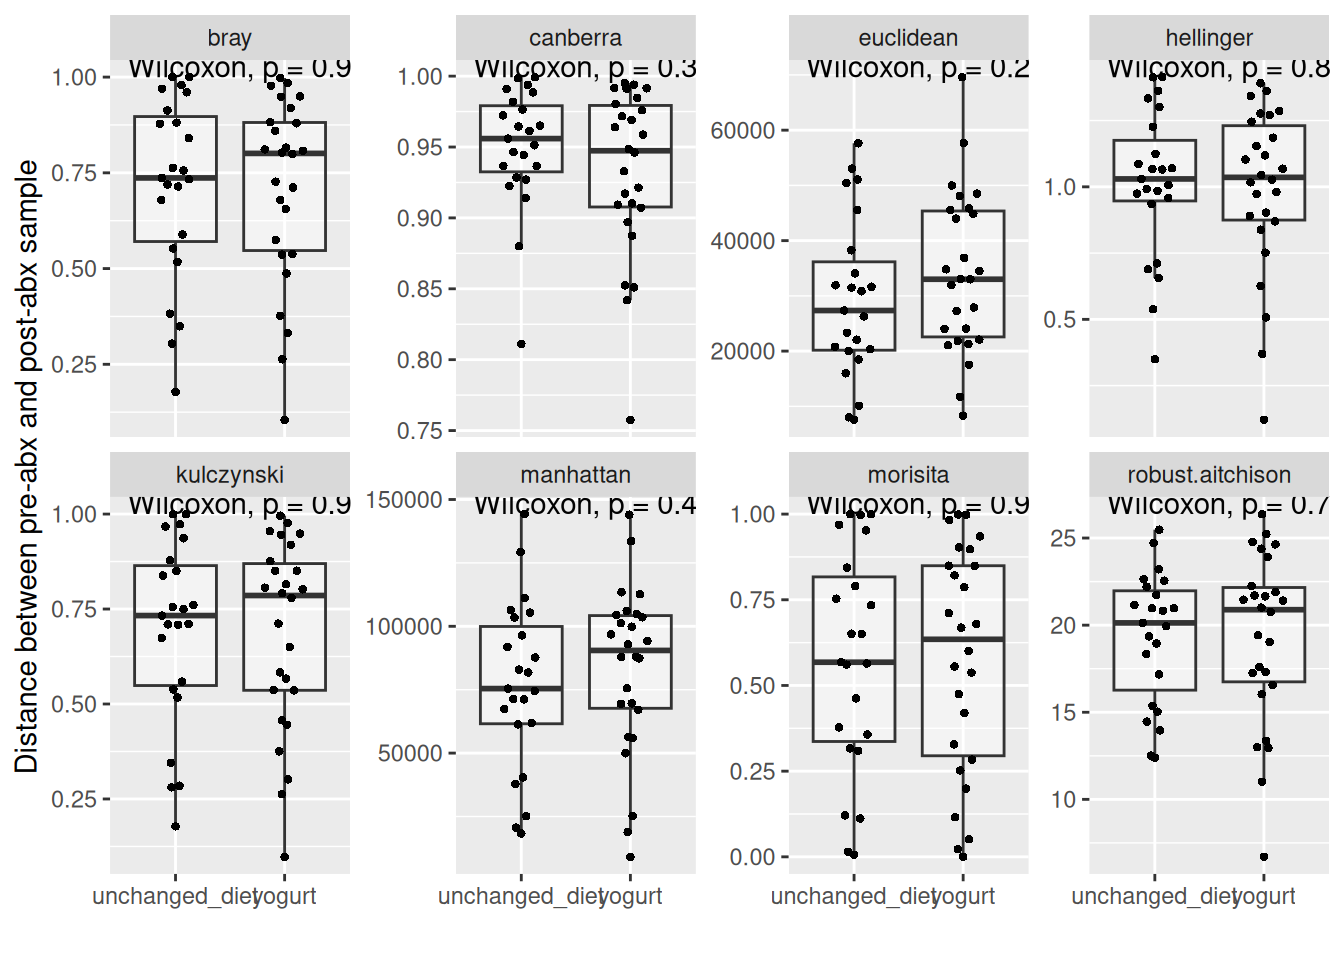 Distance between pre-abx and post-abx sample
bray
canberra
euclidean
hellinger
Wilcoxon, p = 0.9
Wilcoxon, p = 0.3
Wilcoxon, p = 0.2
Wilcoxon, p = 0.8
1.00
0.75
0.50
0.25
1.00
0.95
0.90
0.85
0.80
0.75
60000
40000
20000
1.0
0.5
kulczynski
manhattan
morisita
robust.aitchison
Wilcoxon, p = 0.9
Wilcoxon, p = 0.4
Wilcoxon, p = 0.9
Wilcoxon, p = 0.7
1.00
0.75
0.50
0.25
150000
100000
50000
1.00
0.75
0.50
0.25
0.00
25
20
15
10
unchanged_diet yogurt
unchanged_diet yogurt
unchanged_diet yogurt
unchanged_diet yogurt